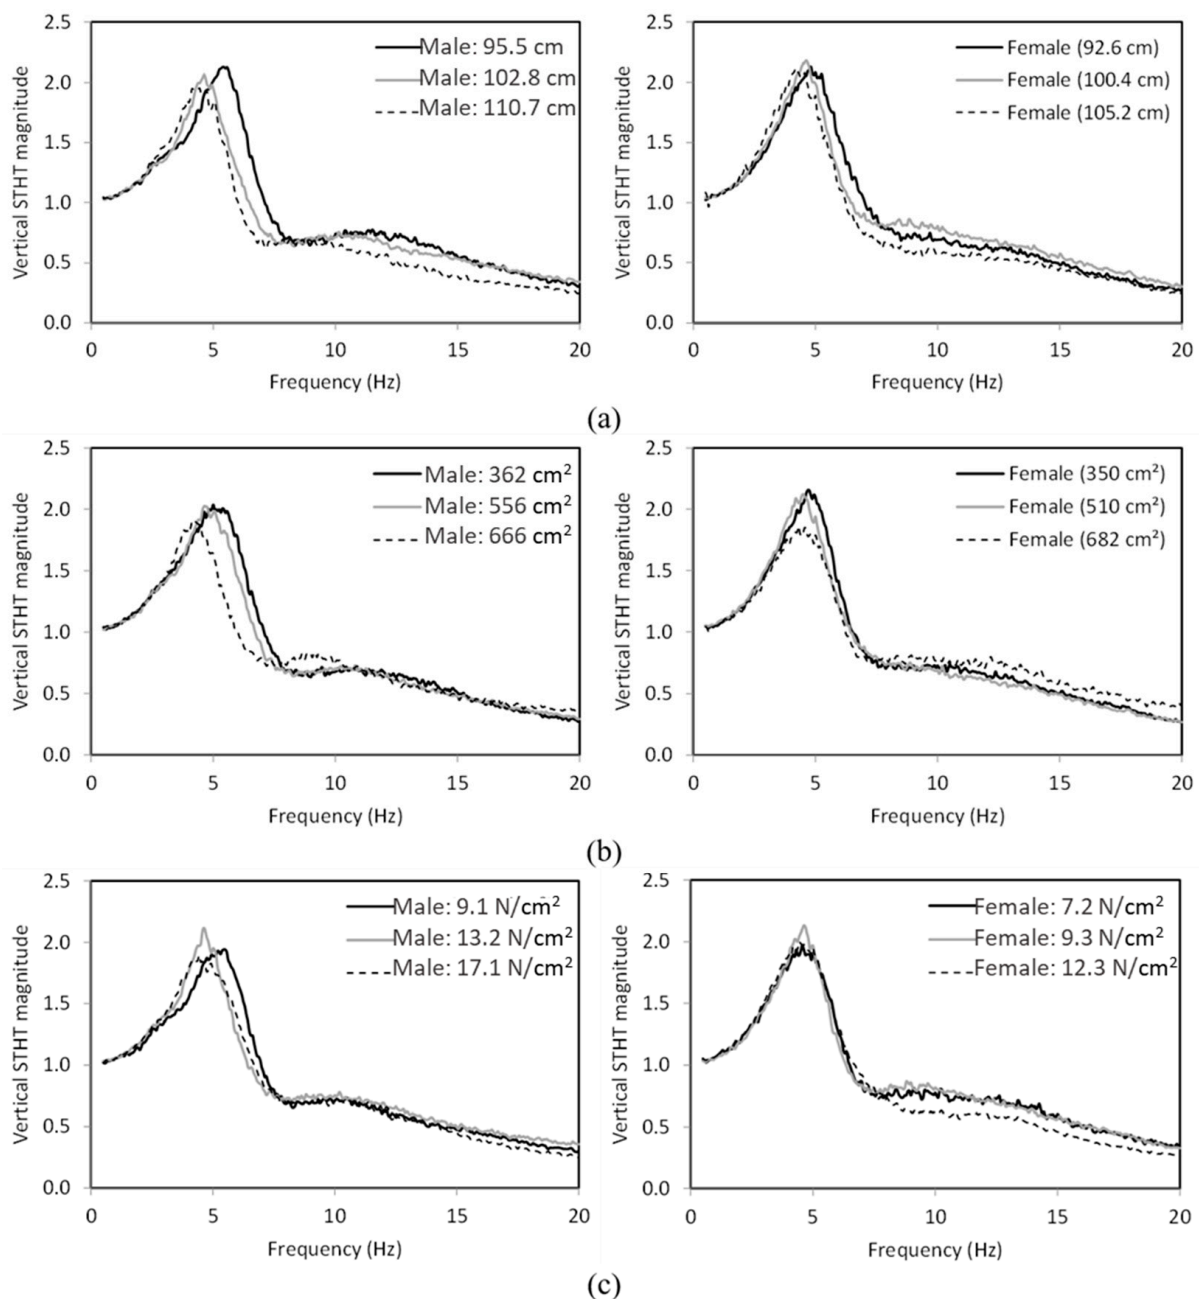 2.5
2.0
1.5
1.0
0.5
0.0
Vertical STHT magnitude
0 5 10 15 20
Frequency (Hz)
Male: 95.5 cm
Male: 102.8 cm
Male: 110.7 cm
2.5
2.0
1.5
1.0
0.5
0.0
Vertical STHT magnitude
0 5 10 15 20
Frequency (Hz)
Female (92.6 cm)
Female (100.4 cm)
Female (105.2 cm)
(a)
2.5
2.0
1.5
1.0
0.5
0.0
Vertical STHT magnitude
0 5 10 15 20
Frequency (Hz)
Male: 362 cm²
Male: 556 cm²
Male: 666 cm²
2.5
2.0
1.5
1.0
0.5
0.0
Vertical STHT magnitude
0 5 10 15 20
Frequency (Hz)
Female (350 cm²)
Female (510 cm²)
Female (682 cm²)
(b)
2.5
2.0
1.5
1.0
0.5
0.0
Vertical STHT magnitude
0 5 10 15 20
Frequency (Hz)
Male: 9.1 N/cm²
Male: 13.2 N/cm²
Male: 17.1 N/cm²
2.5
2.0
1.5
1.0
0.5
0.0
Vertical STHT magnitude
0 5 10 15 20
Frequency (Hz)
Female: 7.2 N/cm²
Female: 9.3 N/cm²
Female: 12.3 N/cm²
(c)